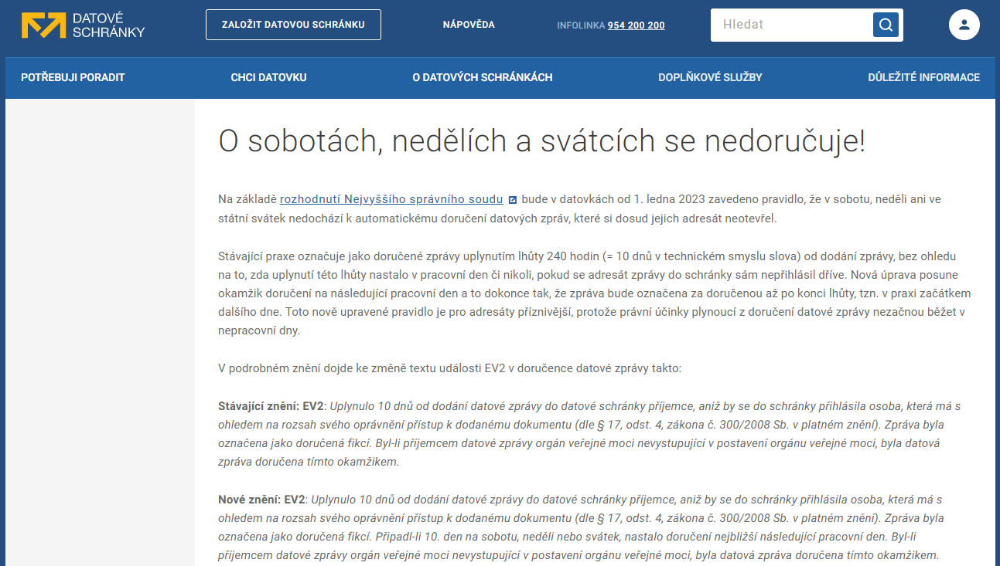 DATOVÉ
SCHRÁNKY
ZALOŽIT DATOVOU SCHRÁNKU
NÁPOVĚDA
INFOLINKA 954 200 200
Hledat
POTŘEBUJI PORADIT
CHCI DATOVKU
O DATOVÝCH SCHRÁNKÁCH
DOPLŇKOVÉ SLUŽBY
DŮLEŽITÉ INFORMACE
O sobotách, nedělích a svátcích se nedoručuje!
Na základě rozhodnutí Nejvyššího správního soudu bude v datovkách od 1. ledna 2023 zavedeno pravidlo, že v sobotu, neděli ani ve
státní svátek nedochází k automatickému doručení datových zpráv, které si dosud jejich adresát neotevřel.
Stávající praxe označuje jako doručené zprávy uplynutím lhůty 240 hodin (= 10 dnů v technickém smyslu slova) od dodání zprávy, bez ohledu
na to, zda uplynutí této lhůty nastalo v pracovní den či nikoli, pokud se adresát zprávy do schránky sám nepřihlásil dříve. Nová úprava posune
okamžik doručení na následující pracovní den a to dokonce tak, že zpráva bude označena za doručenou až po konci lhůty, tzn. v praxi začátkem
dalšího dne. Toto nově upravené pravidlo je pro adresáty příznivější, protože právní účinky plynoucí z doručení datové zprávy nezačnou běžet v
nepracovní dny.
V podrobném znění dojde ke změně textu události EV2 v doručence datové zprávy takto:
Stávající znění: EV2: Uplynulo 10 dnů od dodání datové zprávy do datové schránky příjemce, aniž by se do schránky přihlásila osoba, která má s
ohledem na rozsah svého oprávnění přístup k dodanému dokumentu (dle § 17, odst. 4, zákona č. 300/2008 Sb. v platném znění). Zpráva byla
označena jako doručená fikcí. Byl-li příjemcem datové zprávy orgán veřejné moci nevystupující v postavení orgánu veřejné moci, byla datová
zpráva doručena tímto okamžikem.
Nové znění: EV2: Uplynulo 10 dnů od dodání datové zprávy do datové schránky příjemce, aniž by se do schránky přihlásila osoba, která má s
ohledem na rozsah svého oprávnění přístup k dodanému dokumentu (dle § 17, odst. 4, zákona č. 300/2008 Sb. v platném znění). Zpráva byla
označena jako doručená fikcí. Připadl-li 10. den na sobotu, neděli nebo svátek, nastalo doručení nejbližší následující pracovní den. Byl-li
příjemcem datové zprávy orgán veřejné moci nevystupující v postavení orgánu veřejné moci, byla datová zpráva doručena tímto okamžikem.